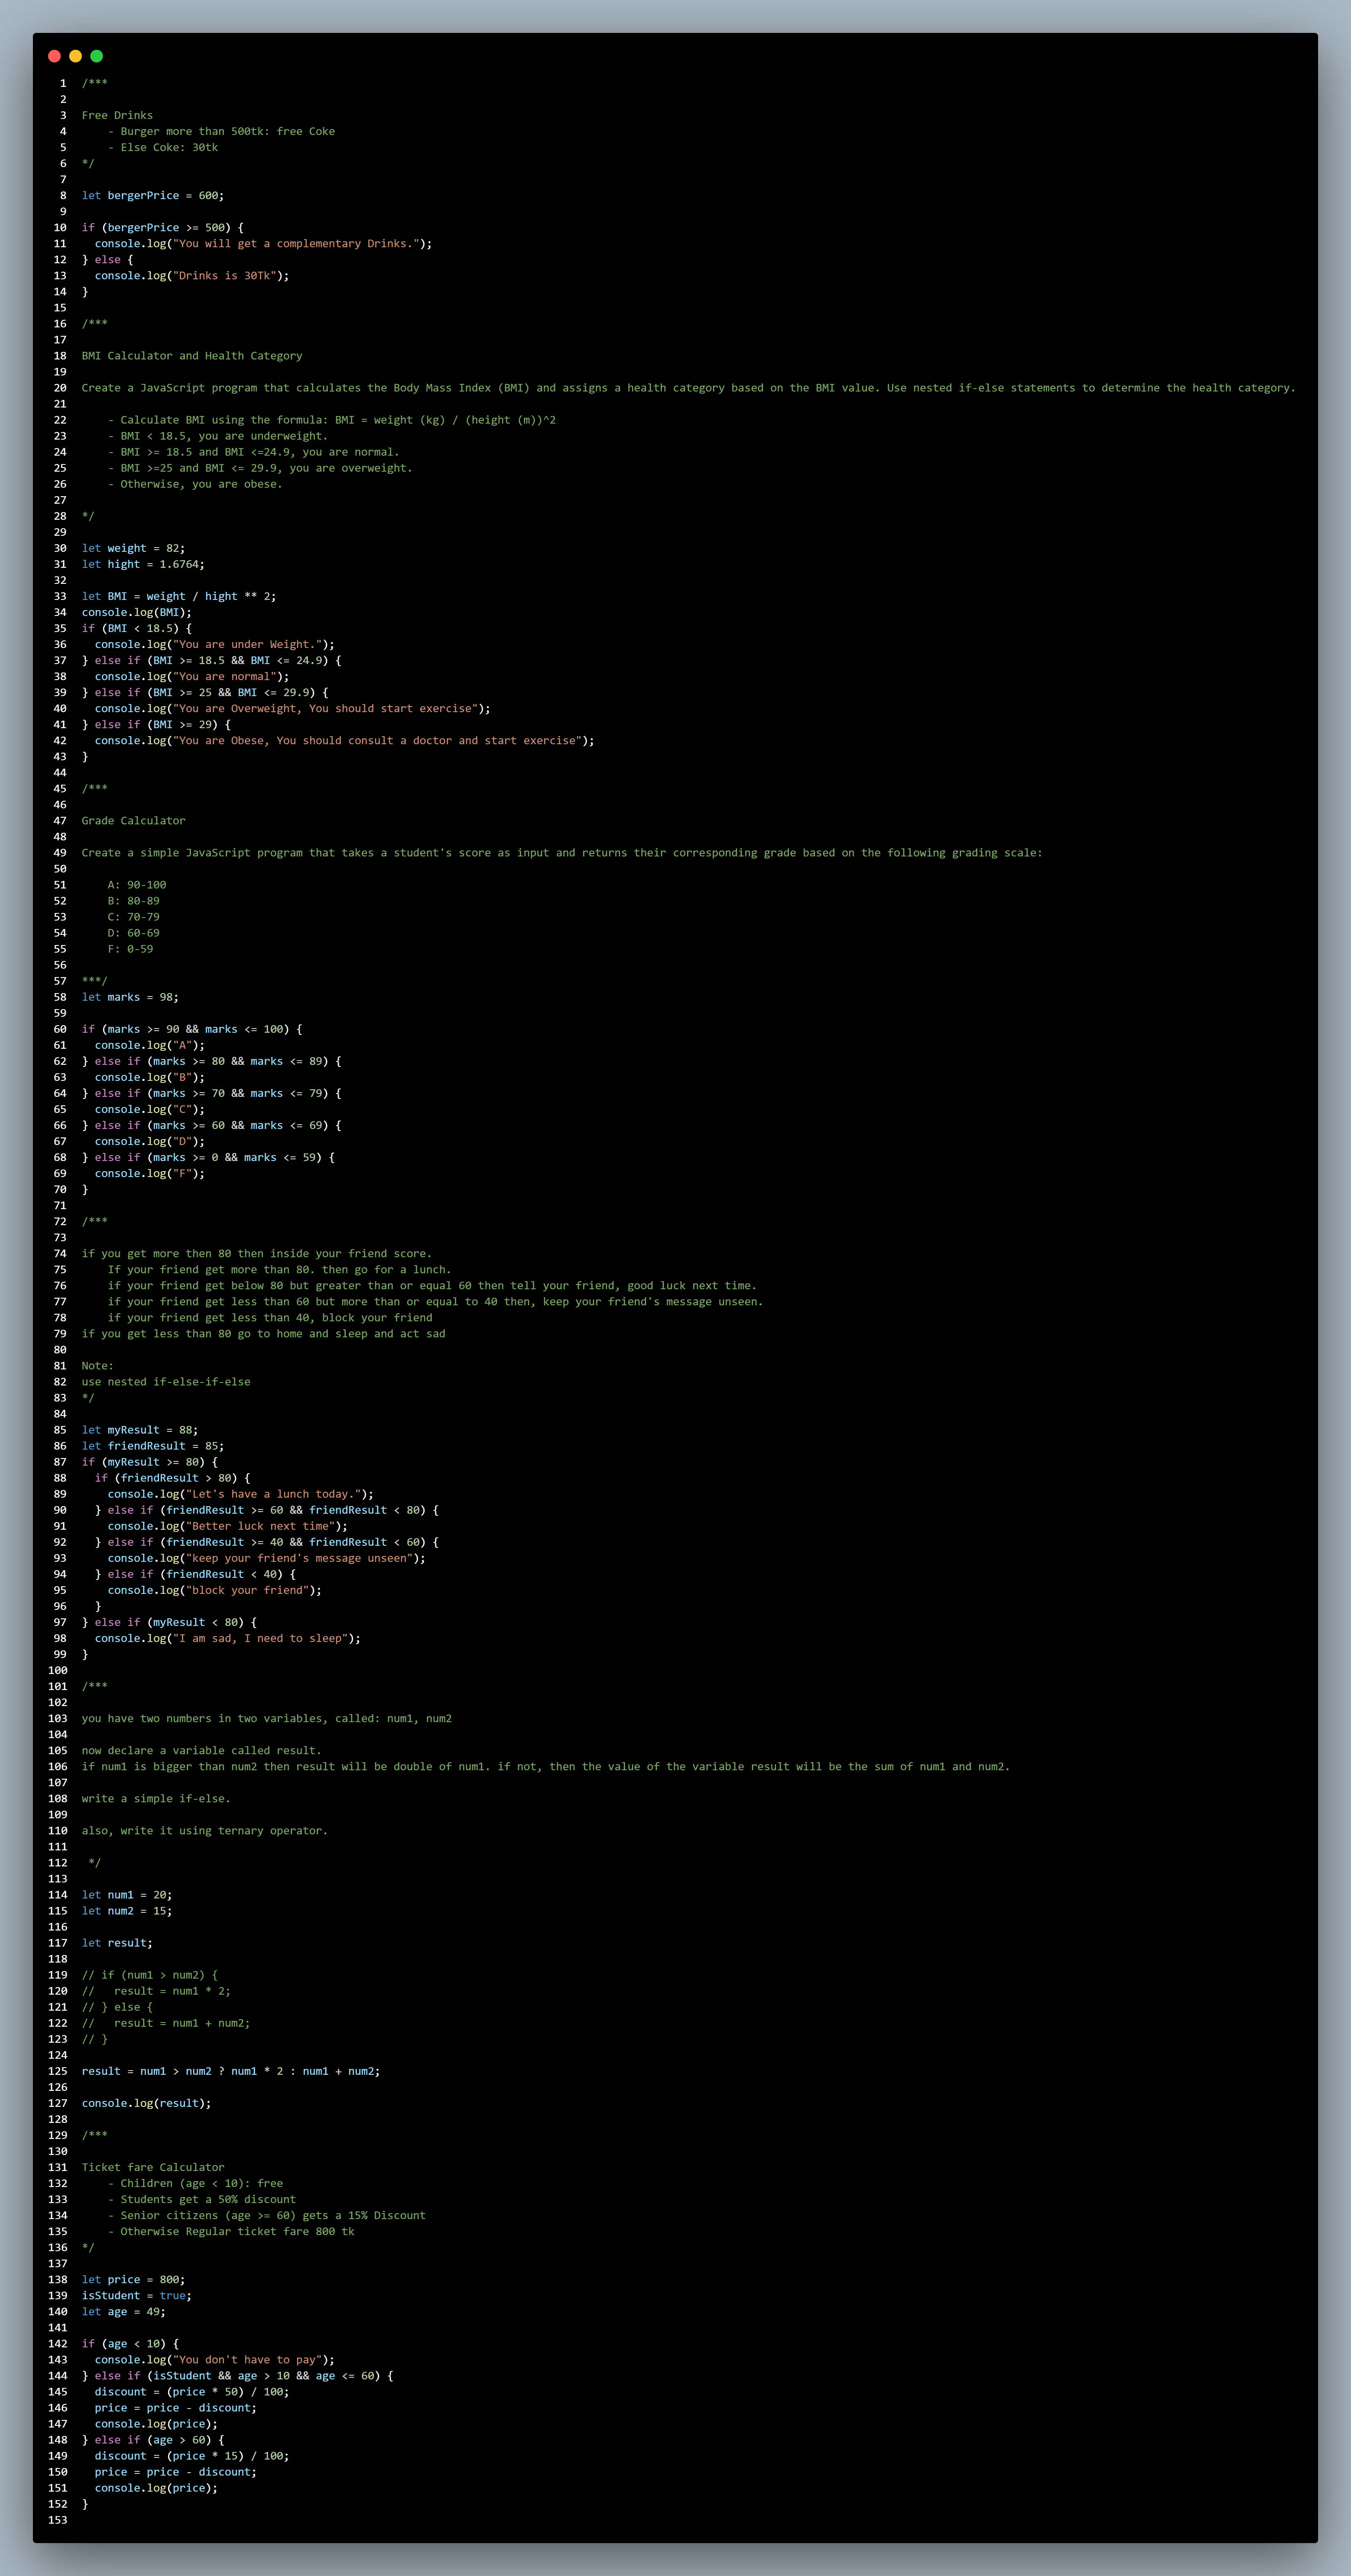 1 /***
2
3 Free Drinks
4     - Burger more than 500tk: free Coke
5     - Else Coke: 30tk
6 */
7
8 let bergerPrice = 600;
9
10 if (bergerPrice >= 500) {
11   console.log("You will get a complementary Drinks.");
12 } else {
13   console.log("Drinks is 30Tk");
14 }
15
16 /***
17
18 BMI Calculator and Health Category
19
20 Create a JavaScript program that calculates the Body Mass Index (BMI) and assigns a health category based on the BMI value. Use nested if-else statements to determine the health category.
21
22     - Calculate BMI using the formula: BMI = weight (kg) / (height (m))^2
23     - BMI < 18.5, you are underweight.
24     - BMI >= 18.5 and BMI <=24.9, you are normal.
25     - BMI >=25 and BMI <= 29.9, you are overweight.
26     - Otherwise, you are obese.
27
28 */
29
30 let weight = 82;
31 let hight = 1.6764;
32
33 let BMI = weight / hight ** 2;
34 console.log(BMI);
35 if (BMI < 18.5) {
36   console.log("You are under Weight.");
37 } else if (BMI >= 18.5 && BMI <= 24.9) {
38   console.log("You are normal");
39 } else if (BMI >= 25 && BMI <= 29.9) {
40   console.log("You are Overweight, You should start exercise");
41 } else if (BMI >= 29) {
42   console.log("You are Obese, You should consult a doctor and start exercise");
43 }
44
45 /***
46
47 Grade Calculator
48
49 Create a simple JavaScript program that takes a student's score as input and returns their corresponding grade based on the following grading scale:
50
51     A: 90-100
52     B: 80-89
53     C: 70-79
54     D: 60-69
55     F: 0-59
56
57 ***/
58 let marks = 98;
59
60 if (marks >= 90 && marks <= 100) {
61   console.log("A");
62 } else if (marks >= 80 && marks <= 89) {
63   console.log("B");
64 } else if (marks >= 70 && marks <= 79) {
65   console.log("C");
66 } else if (marks >= 60 && marks <= 69) {
67   console.log("D");
68 } else if (marks >= 0 && marks <= 59) {
69   console.log("F");
70 }
71
72 /***
73
74 if you get more then 80 then inside your friend score.
75     If your friend get more than 80. then go for a lunch.
76     if your friend get below 80 but greater than or equal 60 then tell your friend, good luck next time.
77     if your friend get less than 60 but more than or equal to 40 then, keep your friend's message unseen.
78     if your friend get less than 40, block your friend
79 if you get less than 80 go to home and sleep and act sad
80
81 Note:
82 use nested if-else-if-else
83 */
84
85 let myResult = 88;
86 let friendResult = 85;
87 if (myResult >= 80) {
88   if (friendResult > 80) {
89     console.log("Let's have a lunch today.");
90   } else if (friendResult >= 60 && friendResult < 80) {
91     console.log("Better luck next time");
92   } else if (friendResult >= 40 && friendResult < 60) {
93     console.log("keep your friend's message unseen");
94   } else if (friendResult < 40) {
95     console.log("block your friend");
96   }
97 } else if (myResult < 80) {
98   console.log("I am sad, I need to sleep");
99 }
100
101 /***
102
103 you have two numbers in two variables, called: num1, num2
104
105 now declare a variable called result.
106 if num1 is bigger than num2 then result will be double of num1. if not, then the value of the variable result will be the sum of num1 and num2.
107
108 write a simple if-else.
109
110 also, write it using ternary operator.
111
112  */
113
114 let num1 = 20;
115 let num2 = 15;
116
117 let result;
118
119 // if (num1 > num2) {
120 //   result = num1 * 2;
121 // } else {
122 //   result = num1 + num2;
123 // }
124
125 result = num1 > num2 ? num1 * 2 : num1 + num2;
126
127 console.log(result);
128
129 /***
130
131 Ticket fare Calculator
132     - Children (age < 10): free
133     - Students get a 50% discount
134     - Senior citizens (age >= 60) gets a 15% Discount
135     - Otherwise Regular ticket fare 800 tk
136 */
137
138 let price = 800;
139 isStudent = true;
140 let age = 49;
141
142 if (age < 10) {
143   console.log("You don't have to pay");
144 } else if (isStudent && age > 10 && age <= 60) {
145   discount = (price * 50) / 100;
146   price = price - discount;
147   console.log(price);
148 } else if (age > 60) {
149   discount = (price * 15) / 100;
150   price = price - discount;
151   console.log(price);
152 }
153